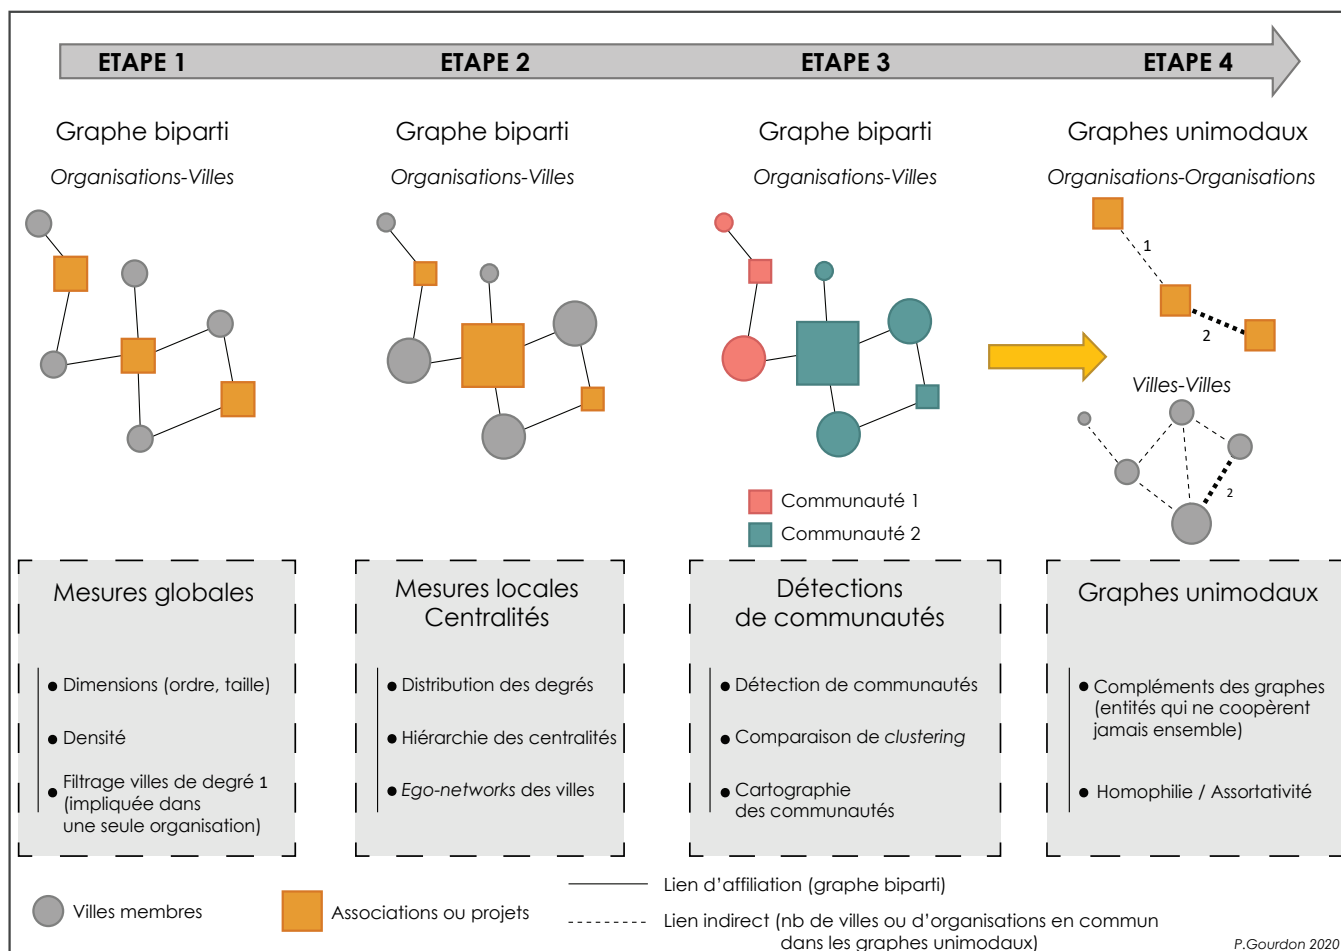 ETAPE 1
ETAPE 2
ETAPE 3
ETAPE 4
Graphe biparti
Organisations-Villes
Graphe biparti
Organisations-Villes
Graphe biparti
Organisations-Villes
Communauté 1
Communauté 2
Graphes unimodaux
Organisations-Organisations
1
2
Villes-Villes
2
Mesures globales
Dimensions (ordre, taille)
Densité
Filtrage villes de degré 1
(impliquée dans
une seule organisation)
Mesures locales
Centralités
Distribution des degrés
Hiérarchie des centralités
Ego-networks des villes
Détections
de communautés
Détection de communautés
Comparaison de clustering
Cartographie
des communautés
Graphes unimodaux
Compléments des graphes
(entités qui ne coopèrent
jamais ensemble)
Homophilie / Assortativité
Villes membres
Associations ou projets
Lien d'affiliation (graphe biparti)
Lien indirect (nb de villes ou d'organisations en commun
dans les graphes unimodaux)
P.Gourdon 2020